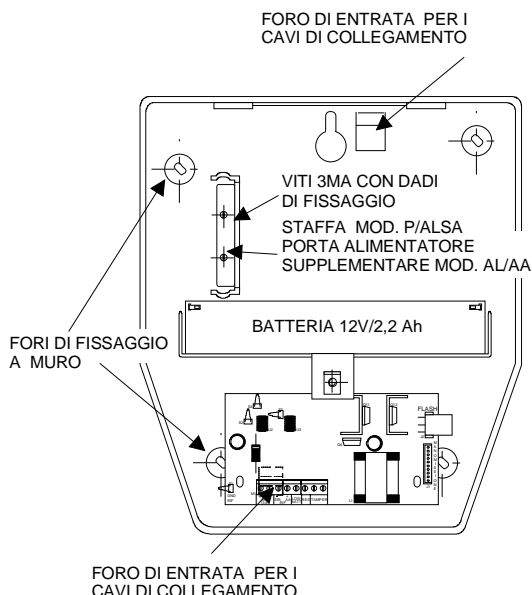 FORO DI ENTRATA PER I
CAVI DI COLLEGAMENTO
VITI 3MA CON DADI
DI FISSAGGIO
STAFFA MOD. P/ALSA
PORTA ALIMENTATORE
SUPPLEMENTARE MOD. AL/AA
BATTERIA 12V/2,2 Ah
FORI DI FISSAGGIO
A MURO
FLASH
GND
TAMPER
FORO DI ENTRATA PER I
CAVI DI COLLEGAMENTO